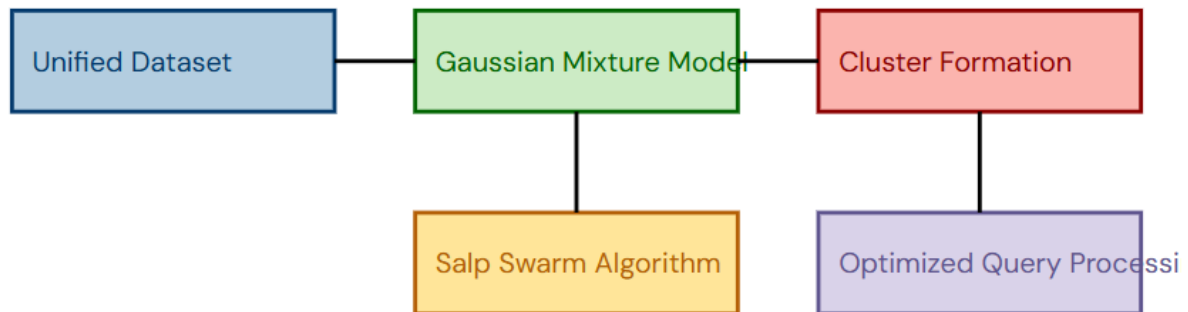 Unified Dataset
Gaussian Mixture Model
Cluster Formation
Salp Swarm Algorithm
Optimized Query Processi